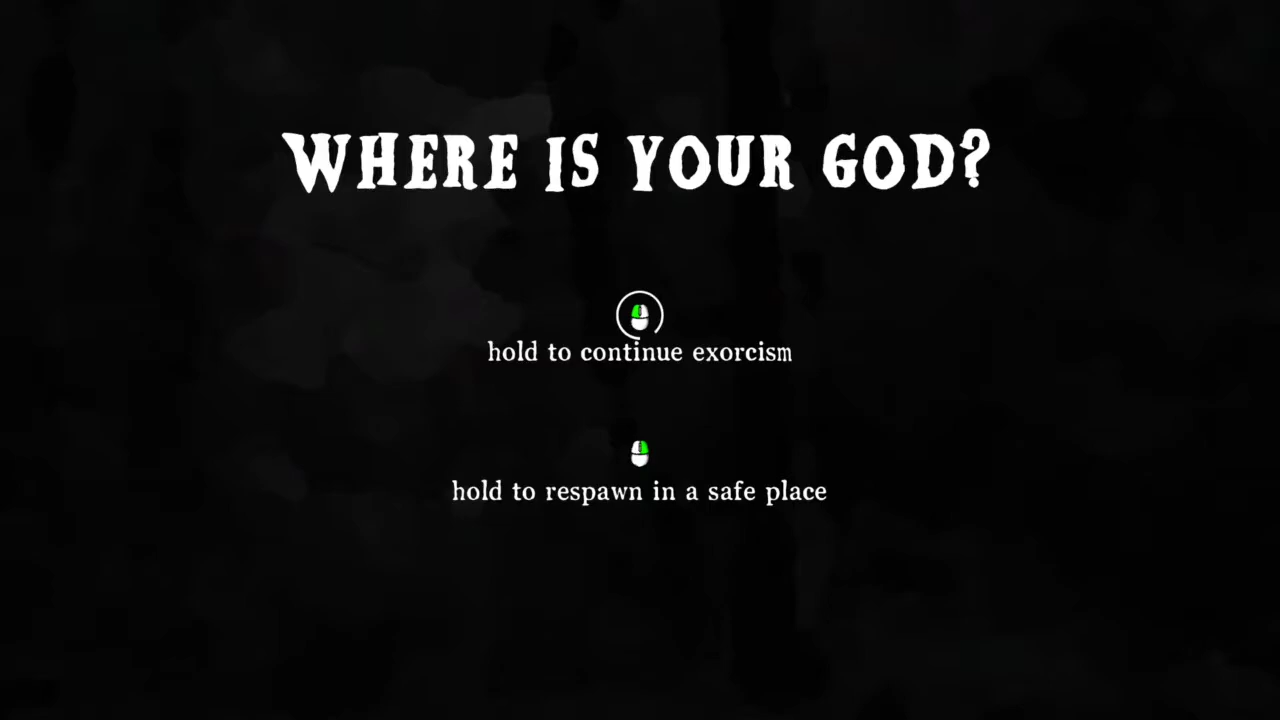 WHERE IS YOUR GOD?
hold to continue exorcism
hold to respawn in a safe place